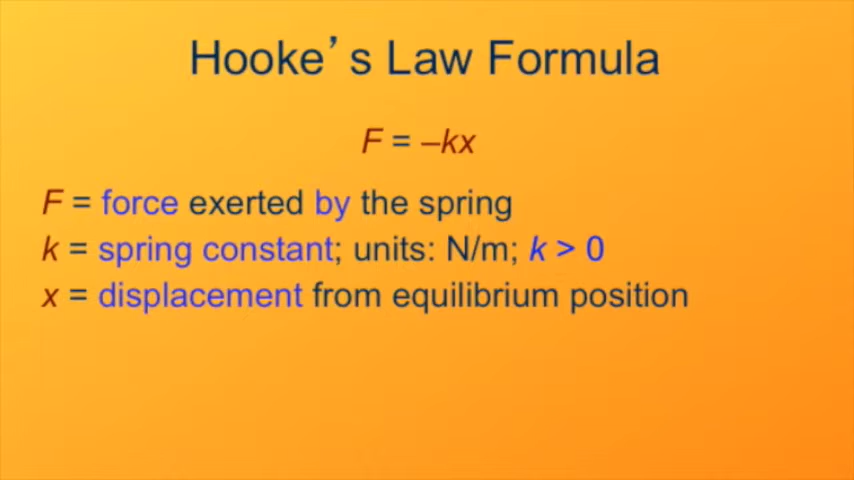 Hooke’s Law Formula
F = –kx
F = force exerted by the spring
k = spring constant; units: N/m; k > 0
x = displacement from equilibrium position